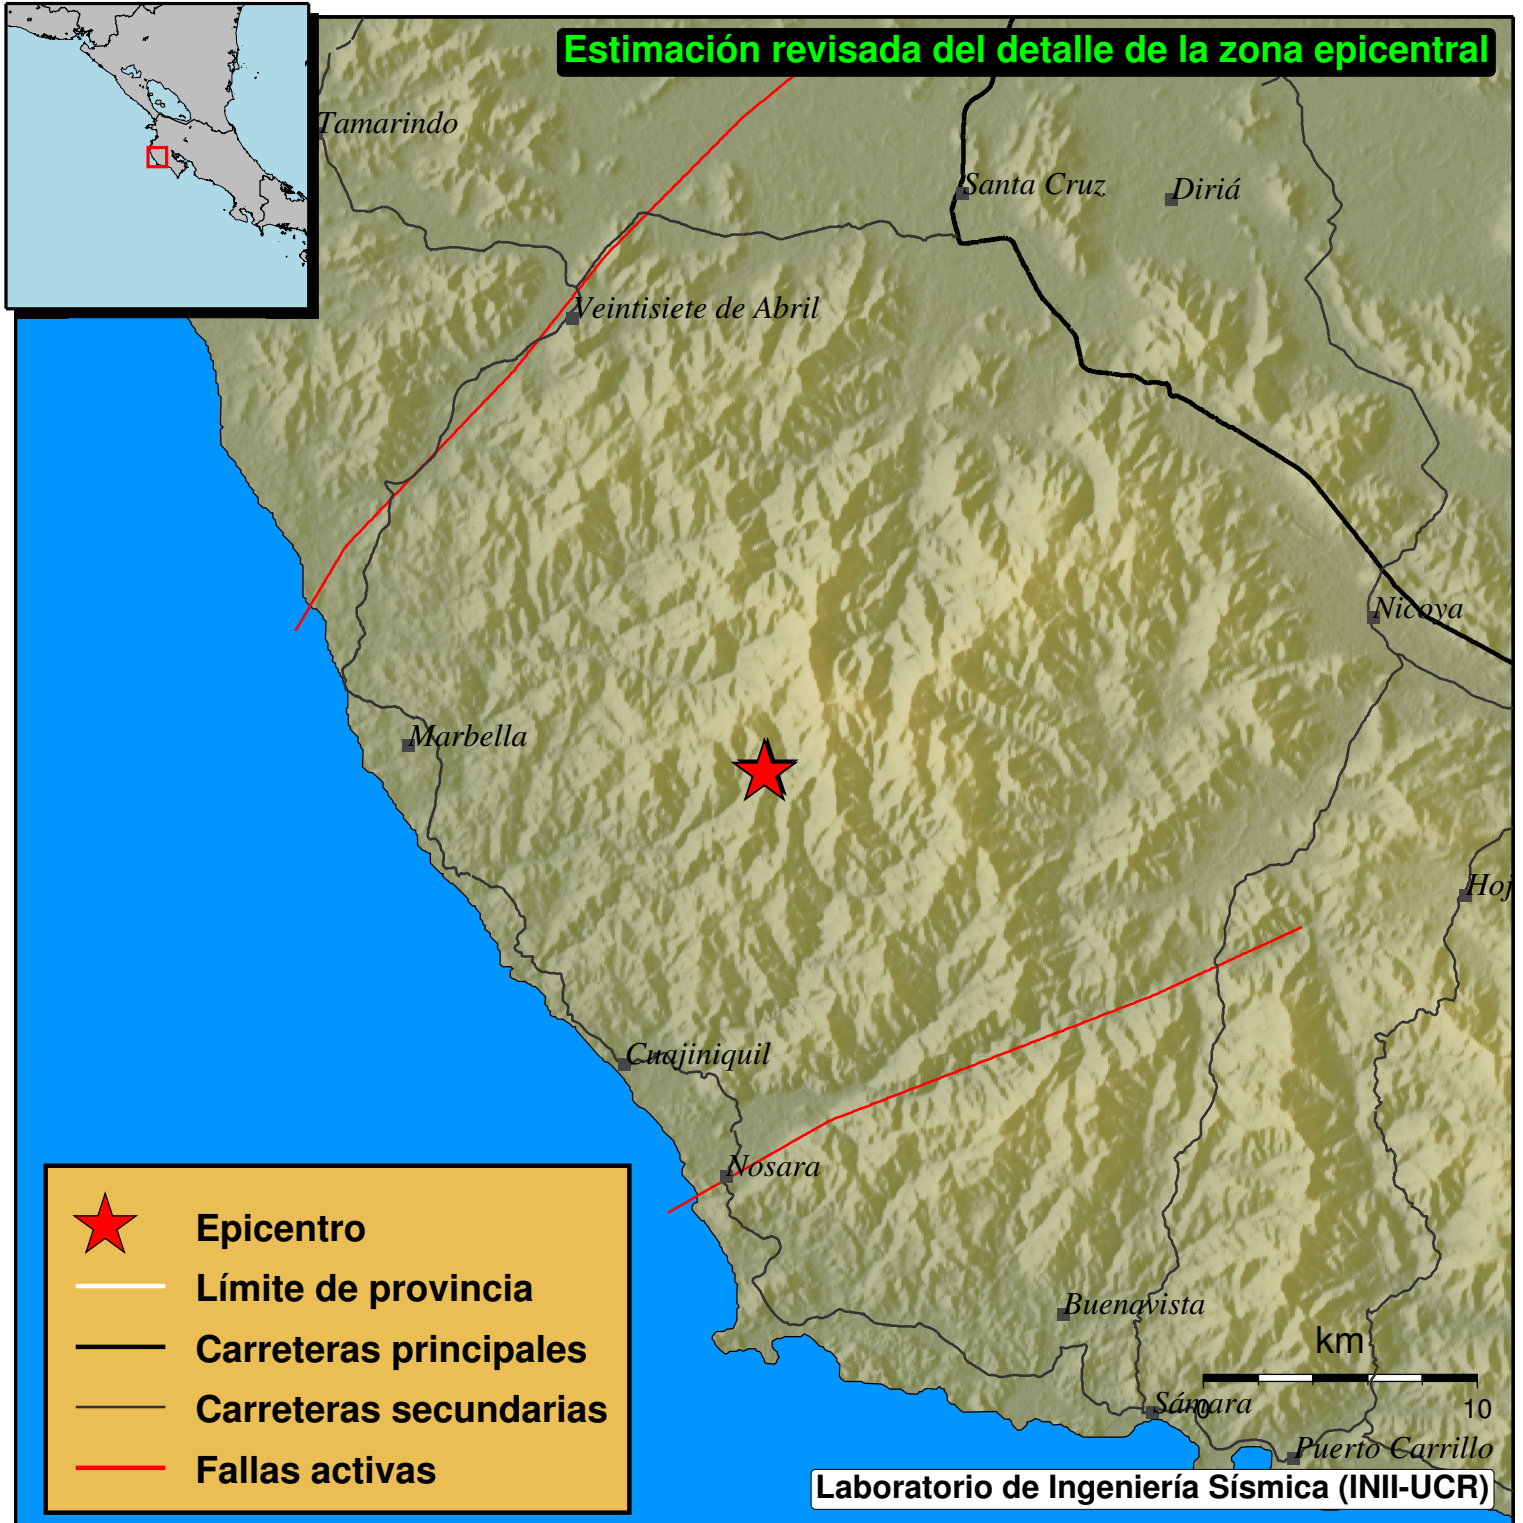 Estimación revisada del detalle de la zona epicentral
Tamarindo
Santa Cruz
Diriá
Veintisiete de Abril
Nicoya
Marbella
Hoj
Cuajiniquil
Nosara
Buenavista
km
Sámara
0
10
Puerto Carrillo
Epicentro
Límite de provincia
Carreteras principales
Carreteras secundarias
Fallas activas
Laboratorio de Ingeniería Sísmica (INII-UCR)